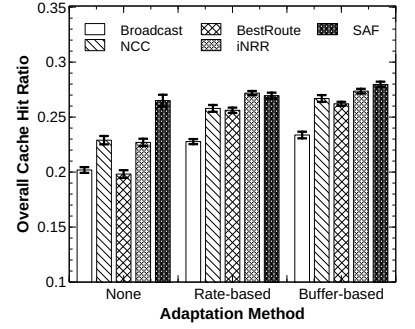 0.35
Broadcast BestRoute SAF
NCC iNRR
0.3
0.25
0.2
0.15
0.1
Overall Cache Hit Ratio
None Rate-based Buffer-based
Adaptation Method